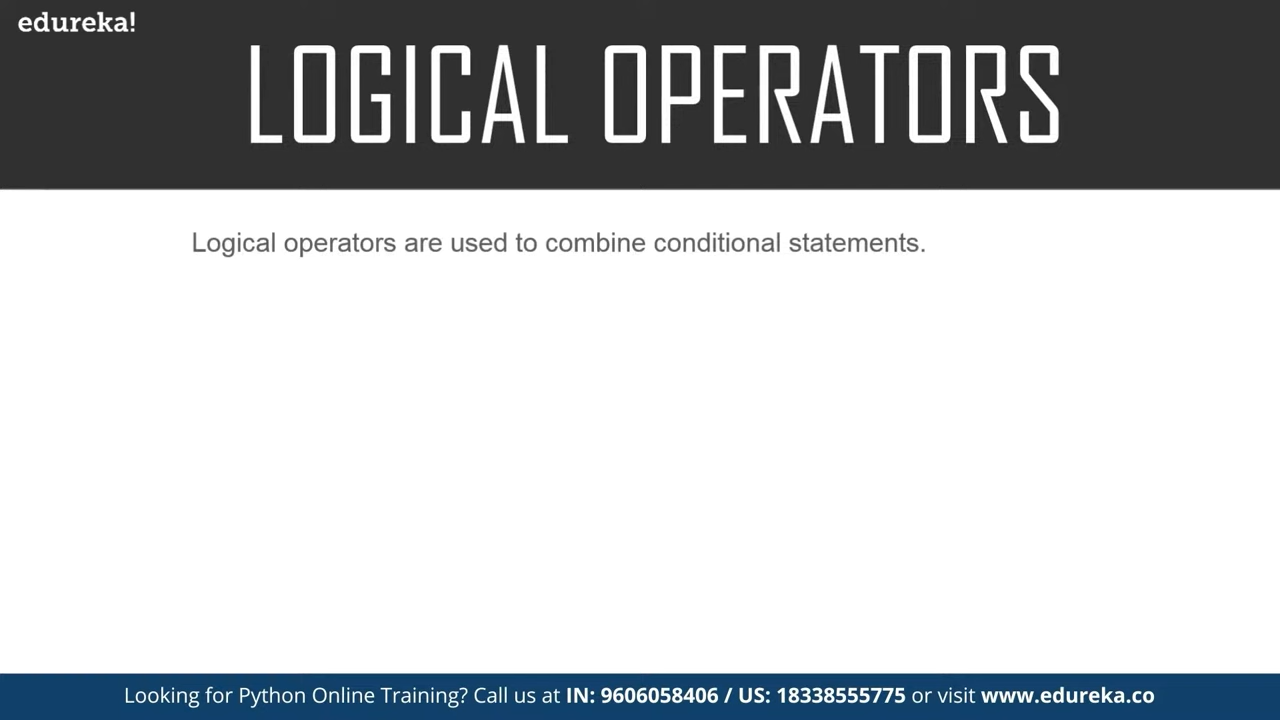 edureka!
LOGICAL OPERATORS
Logical operators are used to combine conditional statements.
Looking for Python Online Training? Call us at IN: 9606058406 / US: 18338555775 or visit www.edureka.co